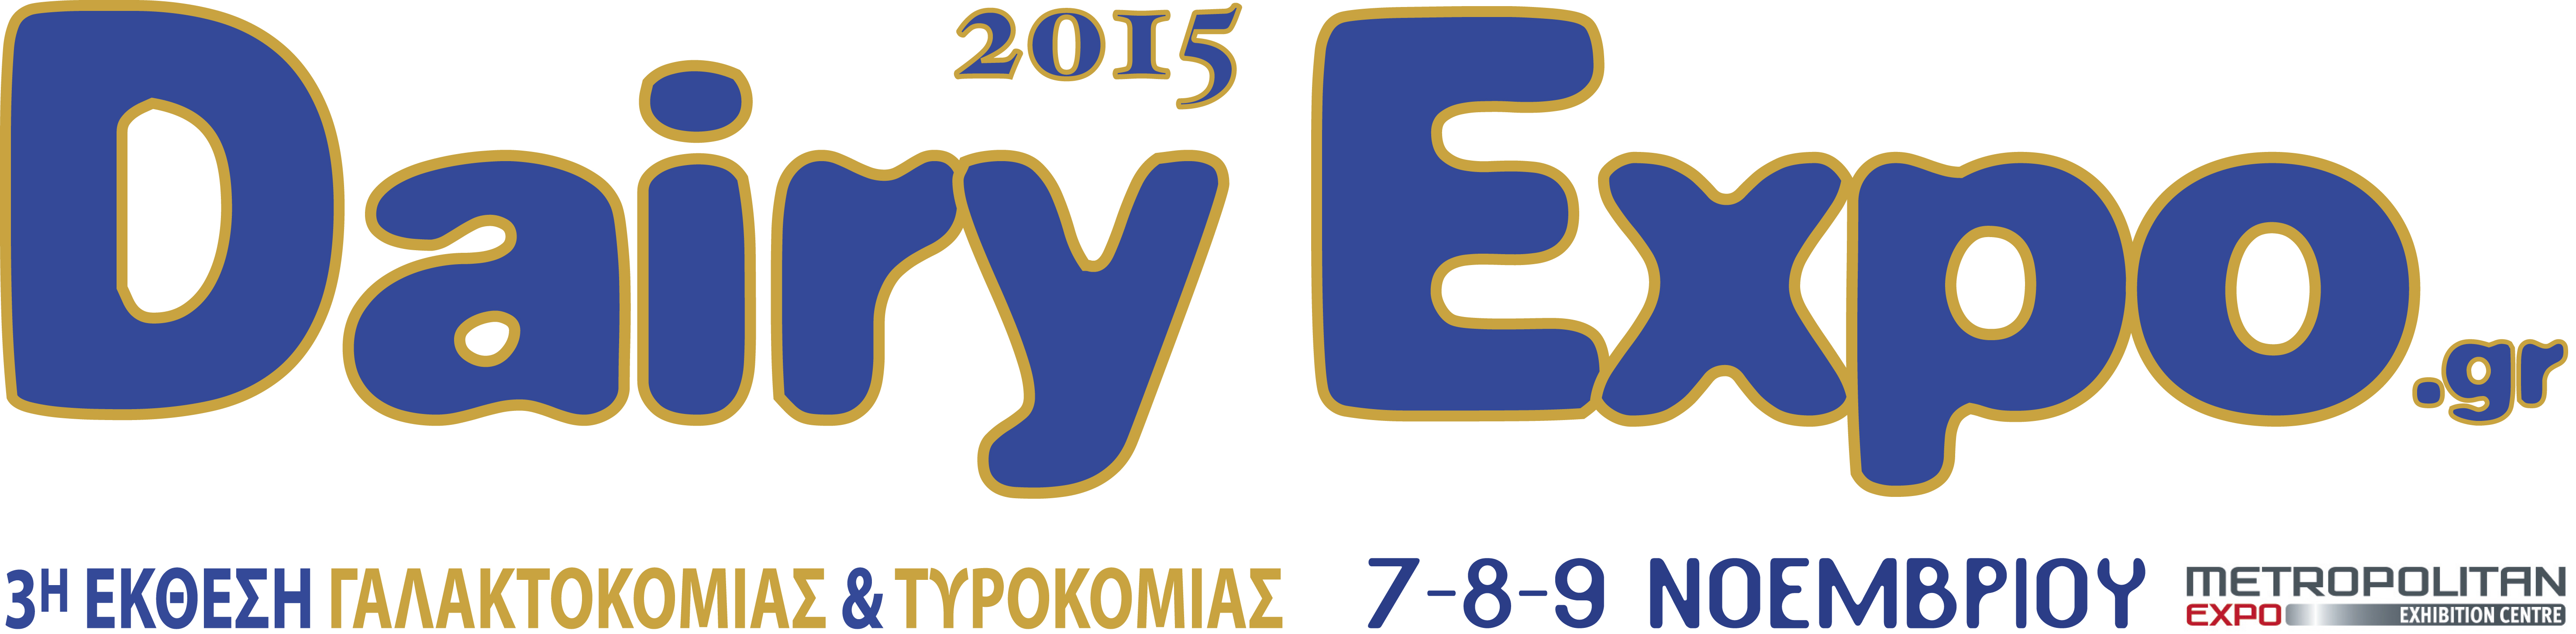 2015
Dairy Expo.gr
3Η ΕΚΘΕΣΗ ΓΑΛΑΚΤΟΚΟΜΙΑΣ & ΤΥΡΟΚΟΜΙΑΣ
7-8-9 ΝΟΕΜΒΡΙΟΥ
METROPOLITAN
EXPO EXHIBITION CENTRE